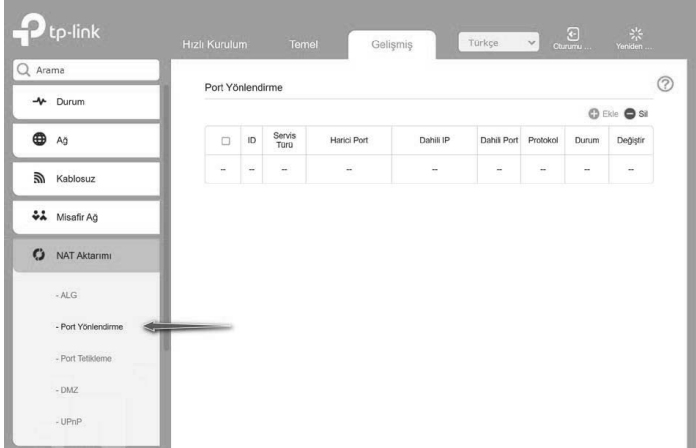 tp-link
Hızlı Kurulum Temel Gelişmiş Türkçe Oturumu ... Yeniden ...
Arama
Durum
Ağ
Kablosuz
Misafir Ağ
NAT Aktarımı
- ALG
- Port Yönlendirme
- Port Tetikleme
- DMZ
- UPnP
Port Yönlendirme
Ekle Sil
ID Servis Türü Harici Port Dahili IP Dahili Port Protokol Durum Değiştir
-- -- -- -- -- -- -- -- --